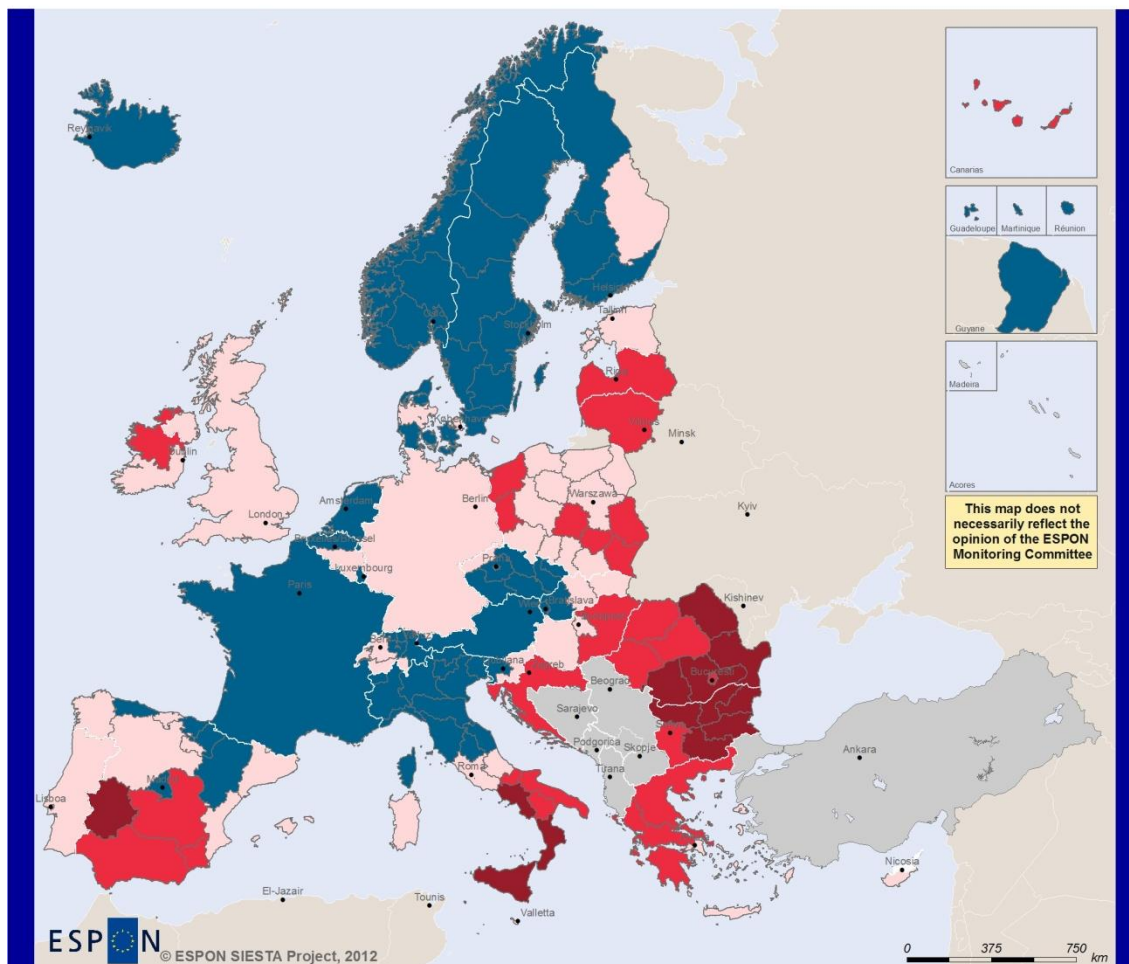 Reykjavik
Canarias
Guadeloupe
Martinique
Réunion
Guyane
Madeira
Acores
This map does not
necessarily reflect the
opinion of the ESPON
Monitoring Committee
Helsinki
Tallinn
Oslo
Stockholm
Riga
Vilnius
Minsk
Dublin
London
Amsterdam
Berlin
Warszawa
Kyiv
Luxembourg
Paris
Praha
Bratislava
Kishinev
Ljubljana
Zagreb
Beograd
Bucuresti
Sarajevo
Podgorica
Skopje
Tirana
Ankara
Roma
Lisboa
Nicosia
El-Jazair
Tounis
Valletta
ESPON
© ESPON SIESTA Project, 2012
0 375 750
km